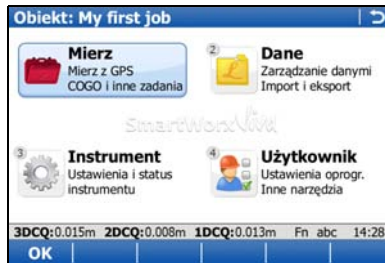 Obiekt: My first job
Mierz
Mierz z GPS
COGO i inne zadania
2
Dane
Zarządzanie danymi
Import i eksport
SmartWorx Viva
3
Instrument
Ustawienia i status
instrumentu
4
Użytkownik
Ustawienia oprogr.
Inne narzędzia
3DCQ:0.015m 2DCQ:0.008m 1DCQ:0.013m Fn abc 14:28
OK